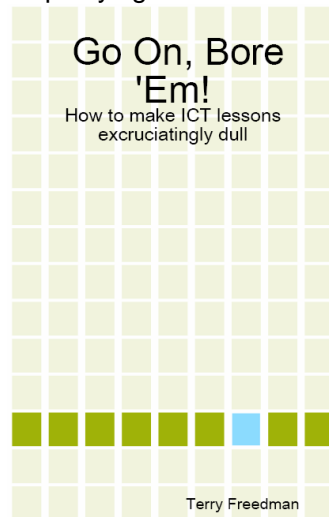 Go On, Bore
'Em!
How to make ICT lessons
excruciatingly dull
Terry Freedman